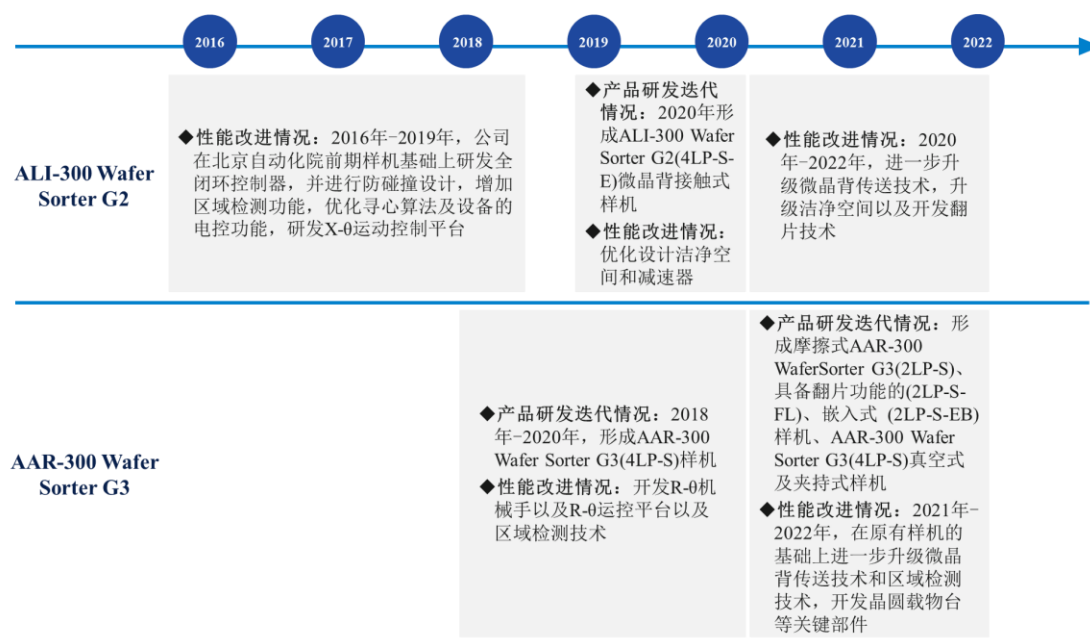 2016
2017
2018
2019
2020
2021
2022
ALI-300 Wafer
Sorter G2
◆性能改进情况：2016年-2019年，公司
在北京自动化院前期样机基础上研发全
闭环控制器，并进行防碰撞设计，增加
区域检测功能，优化寻心算法及设备的
电控功能，研发X-θ运动控制平台
◆产品研发迭代
情况：2020年形
成ALI-300 Wafer
Sorter G2(4LP-S-
E)微晶背接触式
样机
◆性能改进情况：
优化设计洁净空
间和减速器
◆性能改进情况：2020
年-2022年，进一步升
级微晶背传送技术，升
级洁净空间以及开发翻
片技术
AAR-300 Wafer
Sorter G3
◆产品研发迭代情况：2018
年-2020年，形成AAR-300
Wafer Sorter G3(4LP-S)样机
◆性能改进情况：开发R-θ机
械手以及R-θ运控平台以及
区域检测技术
◆产品研发迭代情况：形
成摩擦式AAR-300
WaferSorter G3(2LP-S)、
具备翻片功能的(2LP-S-
FL)、嵌入式 (2LP-S-EB)
样机、AAR-300 Wafer
Sorter G3(4LP-S)真空式
及夹持式样机
◆性能改进情况：2021年-
2022年，在原有样机的
基础上进一步升级微晶
背传送技术和区域检测
技术，开发晶圆载物台
等关键部件